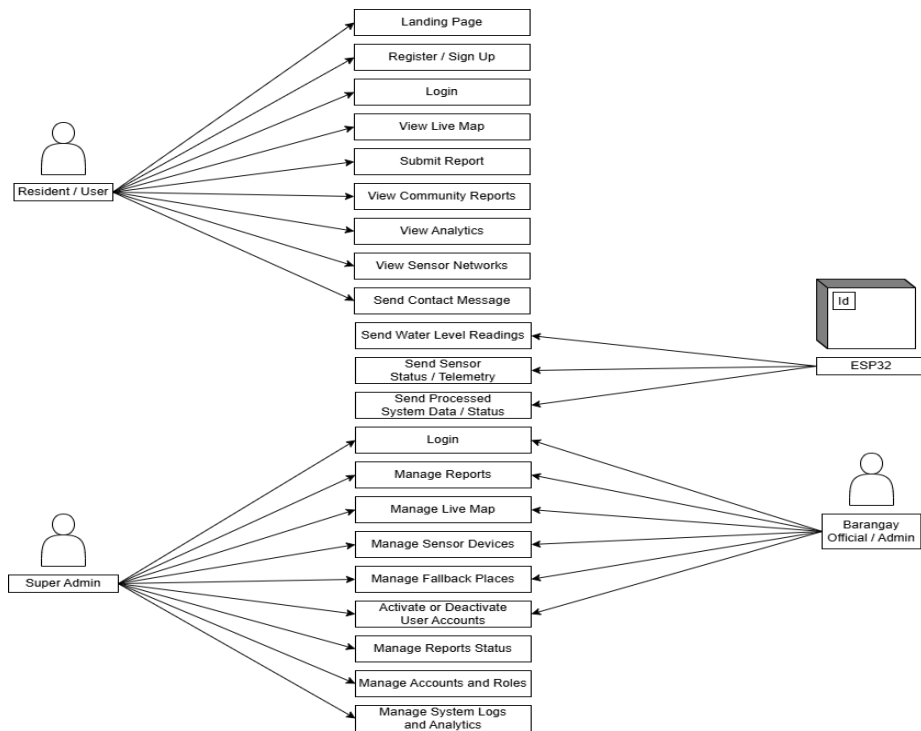 Landing Page
Register / Sign Up
Login
View Live Map
Submit Report
Resident / User
View Community Reports
View Analytics
View Sensor Networks
Send Contact Message
Id
Send Water Level Readings
Send Sensor
Status / Telemetry
ESP32
Send Processed
System Data / Status
Login
Manage Reports
Manage Live Map
Barangay
Official / Admin
Manage Sensor Devices
Super Admin
Manage Fallback Places
Activate or Deactivate
User Accounts
Manage Reports Status
Manage Accounts and Roles
Manage System Logs
and Analytics